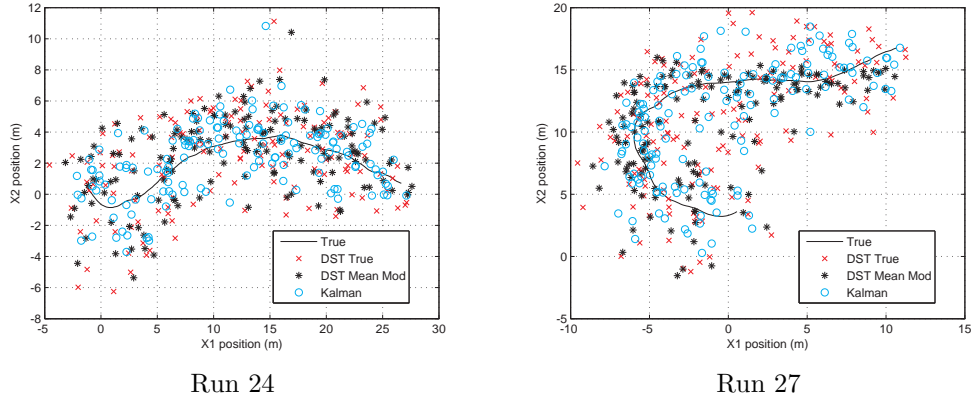 12
10
8
6
4
2
0
-2
-4
-6
-8
-5
0
5
10
15
20
25
30
X1 position (m)
X2 position (m)
True
DST True
DST Mean Mod
Kalman
Run 24
20
15
10
5
0
-5
-10
-5
0
5
10
15
X1 position (m)
X2 position (m)
True
DST True
DST Mean Mod
Kalman
Run 27